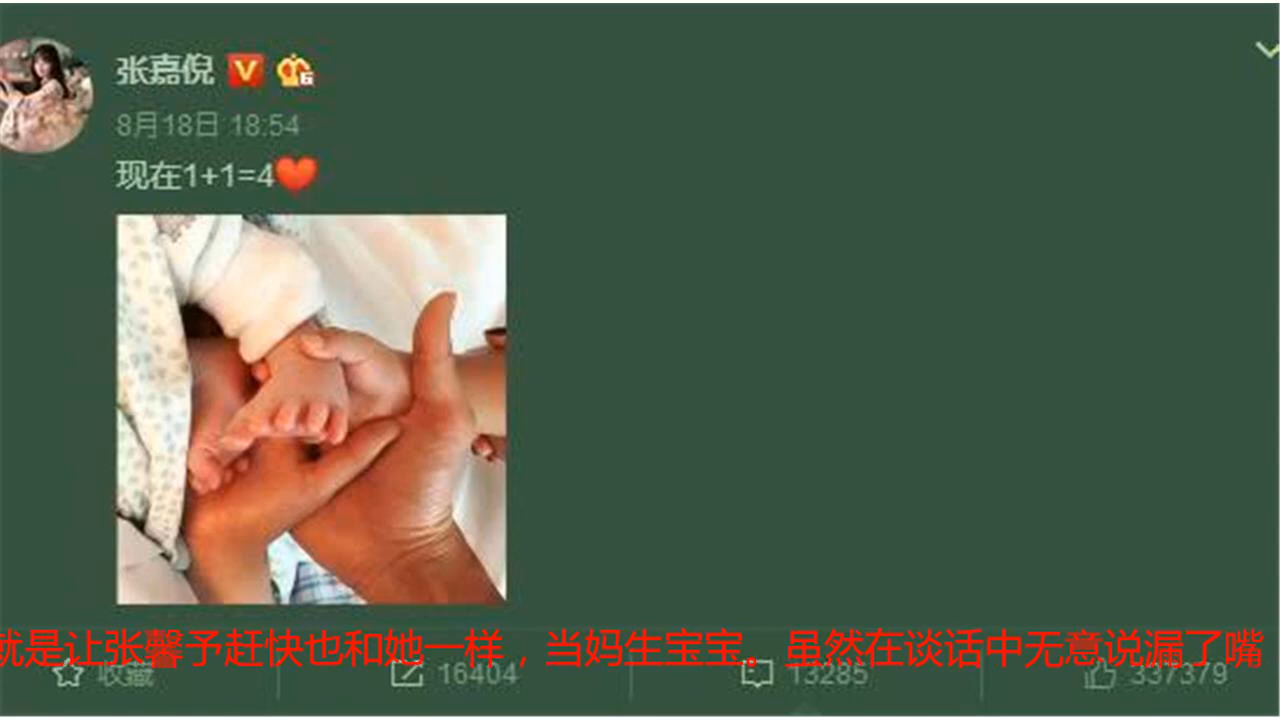 张嘉倪
8月18日 18:54
现在1+1=4
就是让张馨予赶快也和她一样，当妈生宝宝。虽然在谈话中无意说漏了嘴
收藏 16404 13285 337379